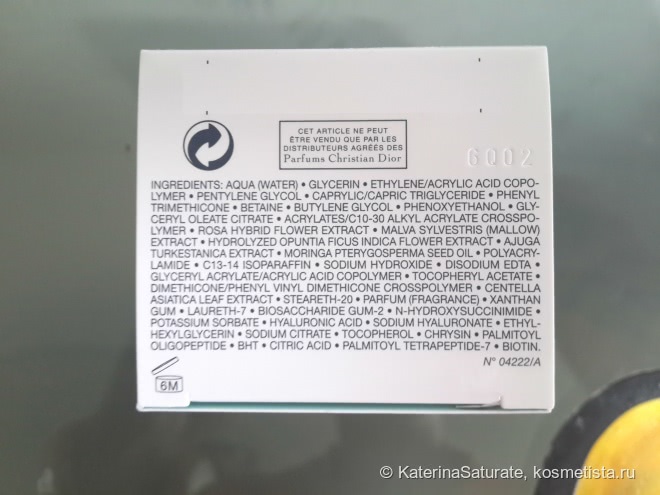 CET ARTICLE NE PEUT
ÊTRE VENDU QUE PAR LES
DISTRIBUTEURS AGRÉES DES
Parfums Christian Dior
6Q02
INGREDIENTS: AQUA (WATER) • GLYCERIN • ETHYLENE/ACRYLIC ACID COPO-
LYMER • PENTYLENE GLYCOL • CAPRYLIC/CAPRIC TRIGLYCERIDE • PHENYL
TRIMETHICONE • BETAINE • BUTYLENE GLYCOL • PHENOXYETHANOL • GLY-
CERYL OLEATE CITRATE • ACRYLATES/C10-30 ALKYL ACRYLATE CROSSPO-
LYMER • ROSA HYBRID FLOWER EXTRACT • MALVA SYLVESTRIS (MALLOW)
EXTRACT • HYDROLYZED OPUNTIA FICUS INDICA FLOWER EXTRACT • AJUGA
TURKESTANICA EXTRACT • MORINGA PTERYGOSPERMA SEED OIL • POLYACRY-
LAMIDE • C13-14 ISOPARAFFIN • SODIUM HYDROXIDE • DISODIUM EDTA •
GLYCERYL ACRYLATE/ACRYLIC ACID COPOLYMER • TOCOPHERYL ACETATE •
DIMETHICONE/PHENYL VINYL DIMETHICONE CROSSPOLYMER • CENTELLA
ASIATICA LEAF EXTRACT • STEARETH-20 • PARFUM (FRAGRANCE) • XANTHAN
GUM • LAURETH-7 • BIOSACCHARIDE GUM-2 • N-HYDROXYSUCCINIMIDE •
POTASSIUM SORBATE • HYALURONIC ACID • SODIUM HYALURONATE • ETHYL-
HEXYLGLYCERIN • SODIUM CITRATE • TOCOPHEROL • CHRYSIN • PALMITOYL
OLIGOPEPTIDE • BHT • CITRIC ACID • PALMITOYL TETRAPEPTIDE-7 • BIOTIN.
N° 04222/A
6M
© KaterinaSaturate, kosmetista.ru